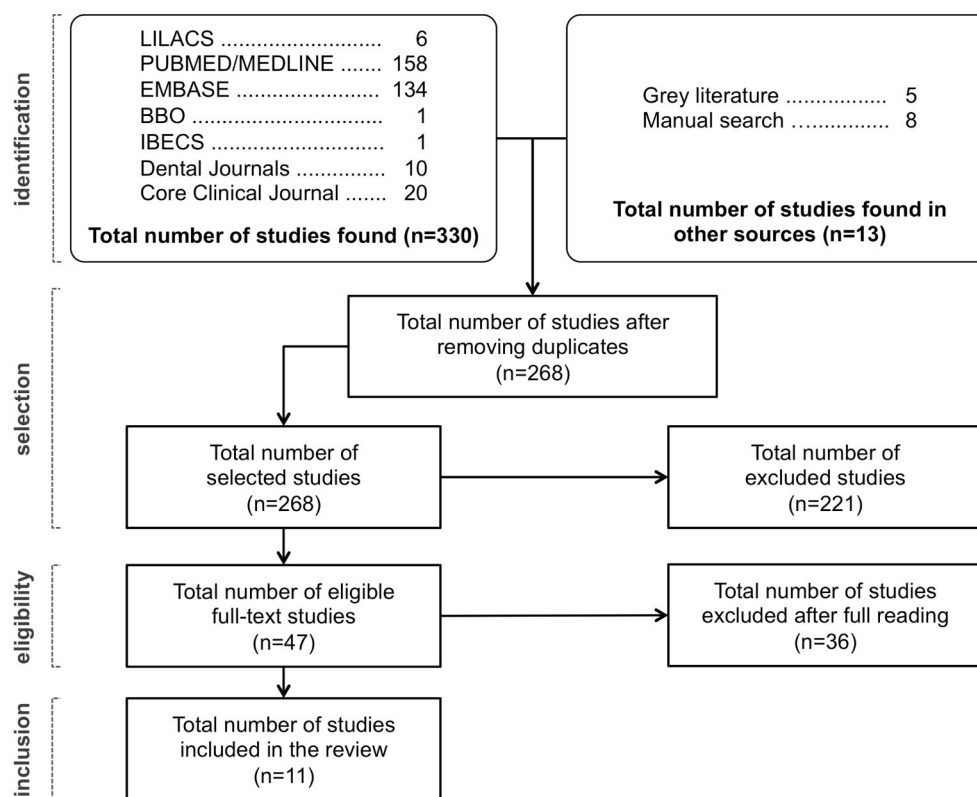 identification
LILACS ........................... 6
PUBMED/MEDLINE ....... 158
EMBASE ........................ 134
BBO ................................ 1
IBECS ............................. 1
Dental Journals ............... 10
Core Clinical Journal ....... 20
Total number of studies found (n=330)
Grey literature ................. 5
Manual search ................ 8
Total number of studies found in
other sources (n=13)
selection
Total number of studies after
removing duplicates
(n=268)
Total number of
selected studies
(n=268)
Total number of
excluded studies
(n=221)
eligibility
Total number of eligible
full-text studies
(n=47)
Total number of studies
excluded after full reading
(n=36)
inclusion
Total number of studies
included in the review
(n=11)